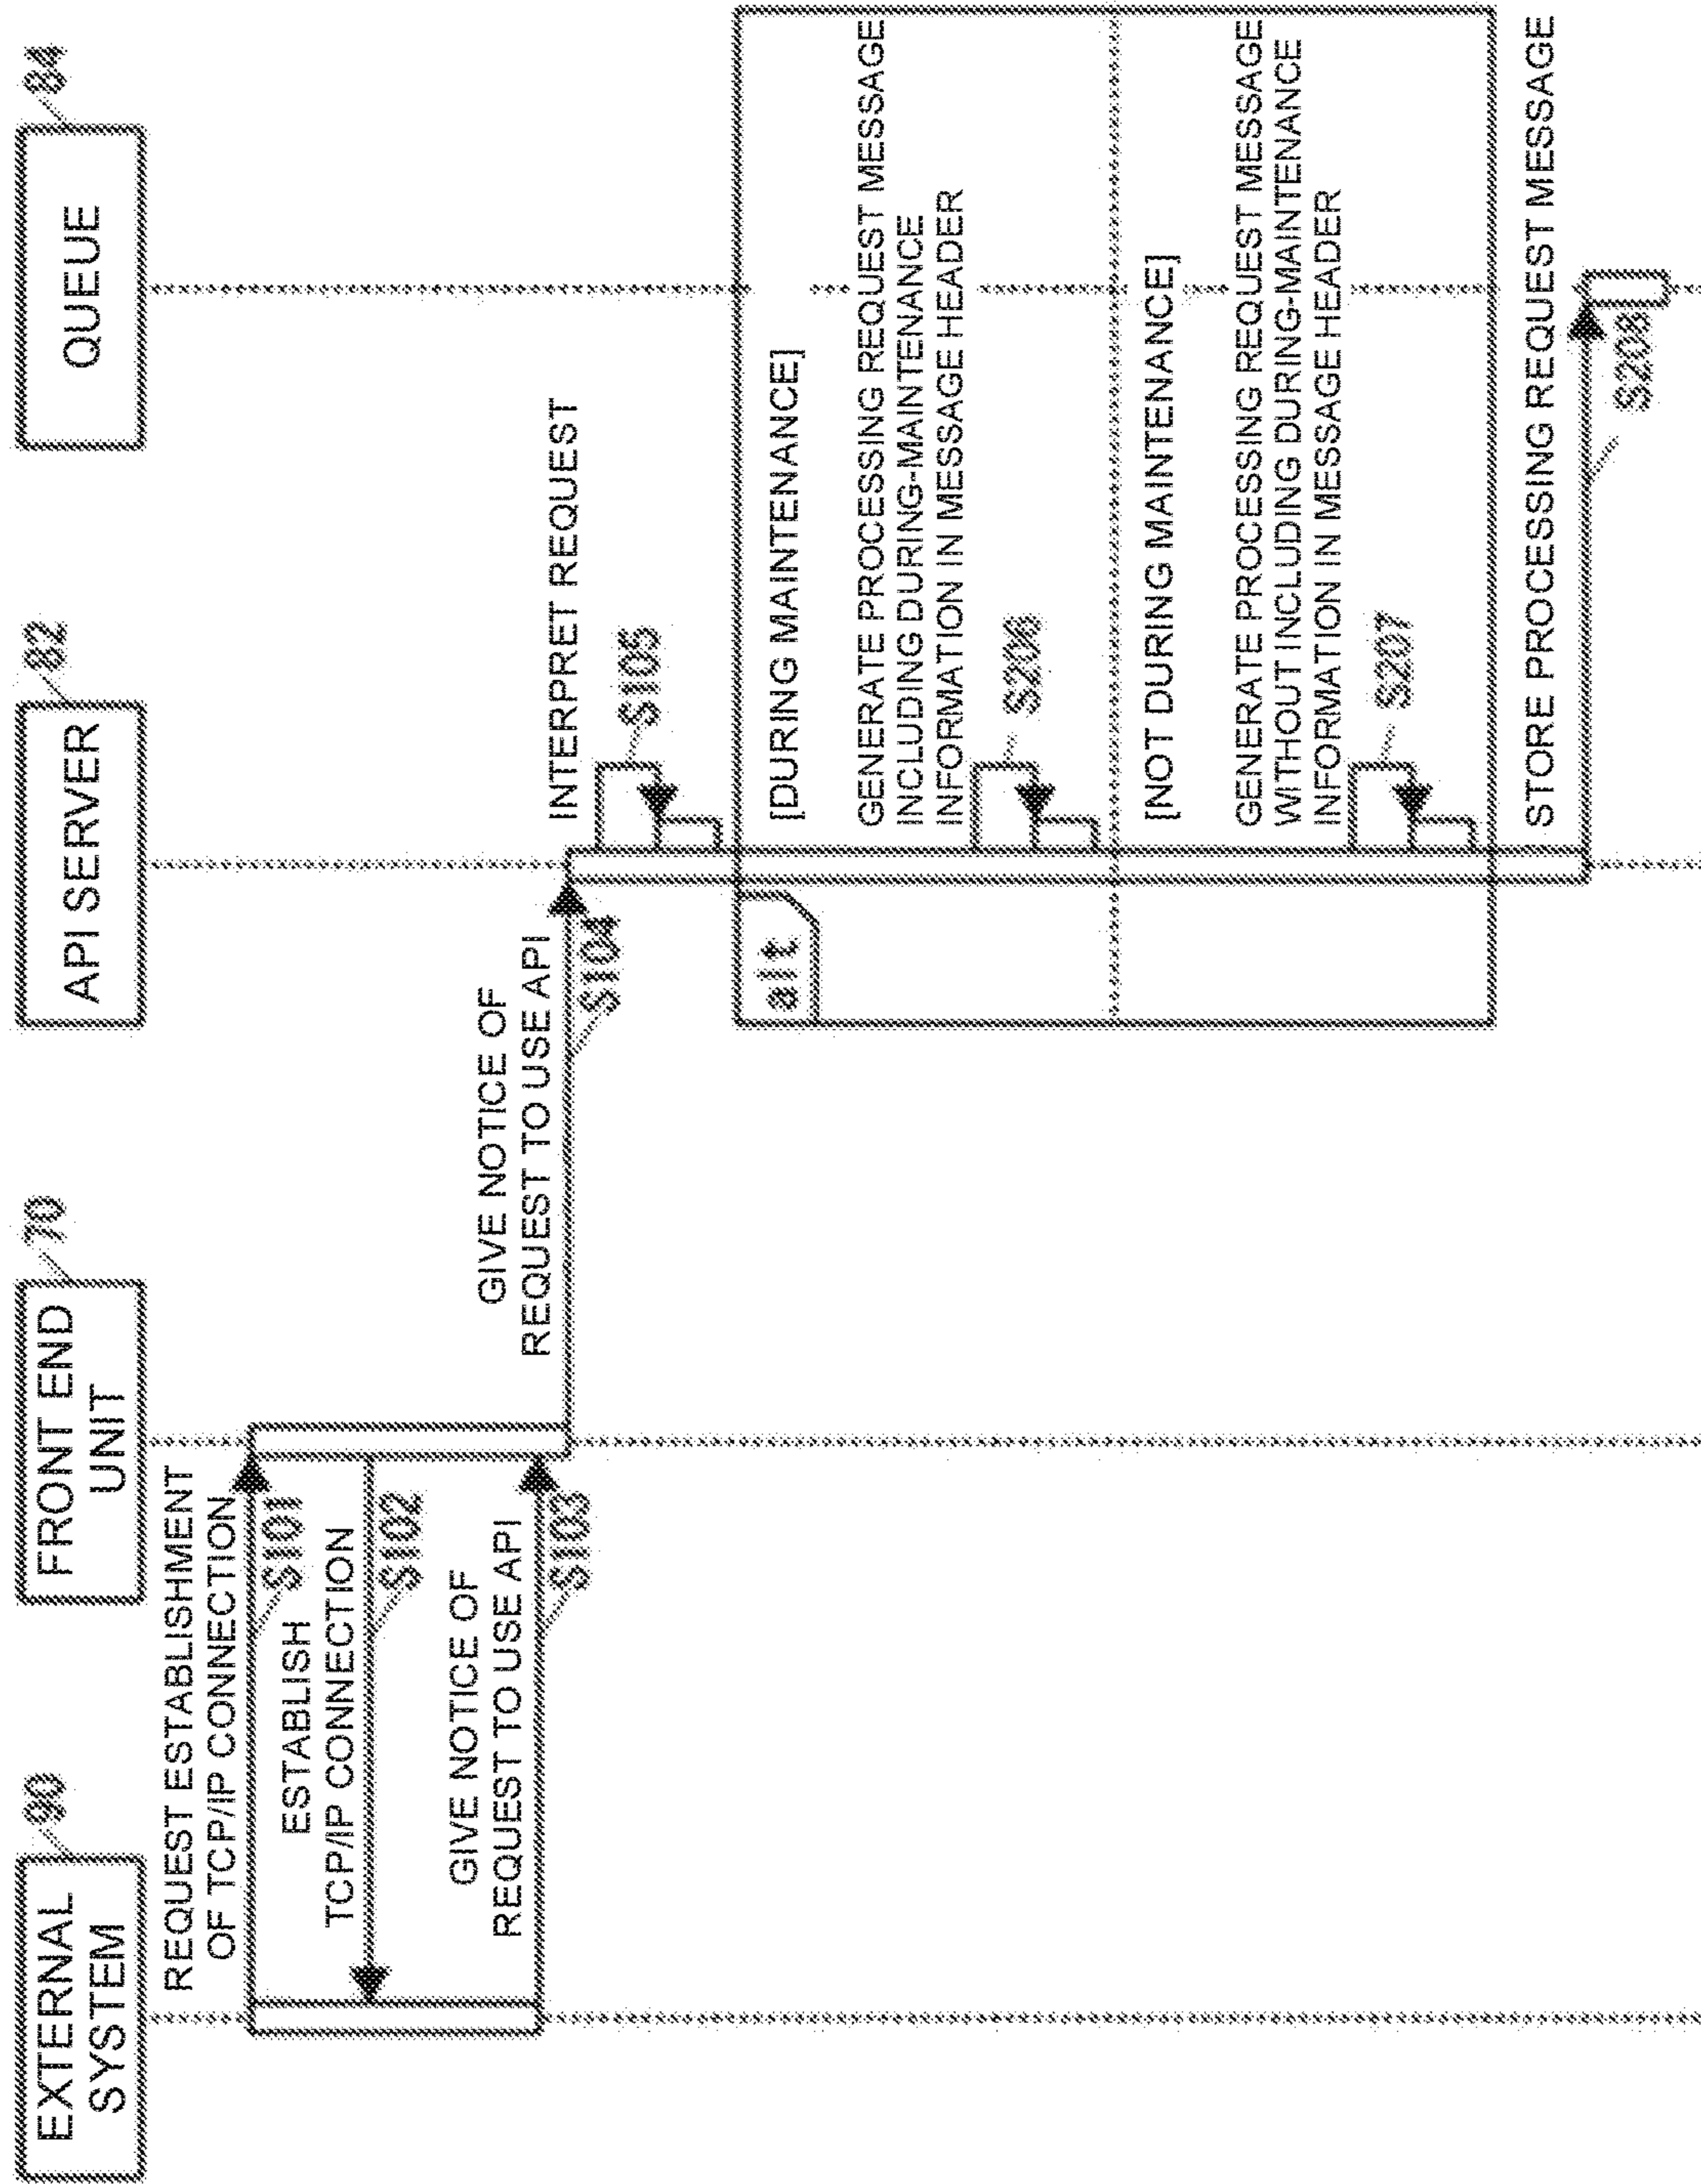 EXTERNAL
SYSTEM
90
FRONT END
UNIT
70
API SERVER
82
QUEUE
84
REQUEST ESTABLISHMENT
OF TCP/IP CONNECTION
S101
ESTABLISH
TCP/IP CONNECTION
S102
GIVE NOTICE OF
REQUEST TO USE API
S103
GIVE NOTICE OF
REQUEST TO USE API
S104
INTERPRET REQUEST
S105
alt
[DURING MAINTENANCE]
GENERATE PROCESSING REQUEST MESSAGE
INCLUDING DURING-MAINTENANCE
INFORMATION IN MESSAGE HEADER
S206
[NOT DURING MAINTENANCE]
GENERATE PROCESSING REQUEST MESSAGE
WITHOUT INCLUDING DURING-MAINTENANCE
INFORMATION IN MESSAGE HEADER
S207
STORE PROCESSING REQUEST MESSAGE
S208